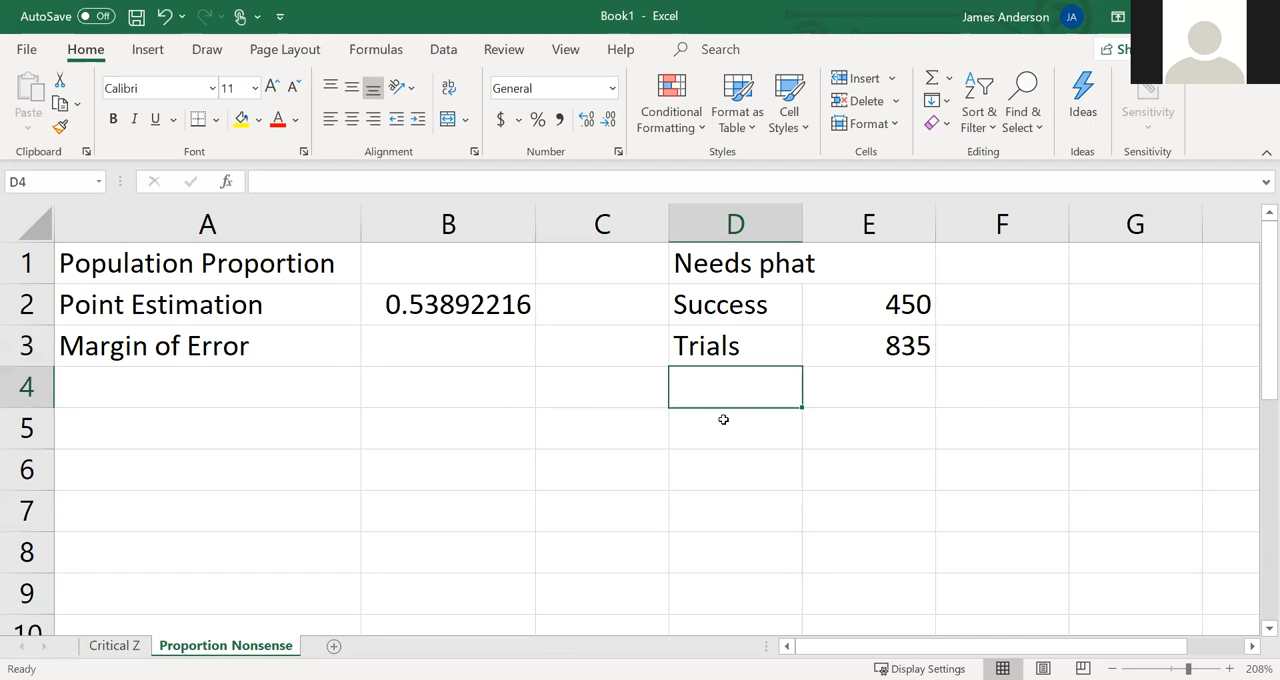 AutoSave Off Book1 - Excel James Anderson JA
File Home Insert Draw Page Layout Formulas Data Review View Help Search Sh
Paste Calibri 11 General Conditional Formatting Format as Table Cell Styles Insert Delete Format Sort & Filter Find & Select Ideas Sensitivity
Clipboard Font Alignment Number Styles Cells Editing Ideas Sensitivity
D4 fx
A B C D E F G
1 Population Proportion Needs phat
2 Point Estimation 0.53892216 Success 450
3 Margin of Error Trials 835
4
5
6
7
8
9
10
Critical Z Proportion Nonsense
Ready Display Settings 208%